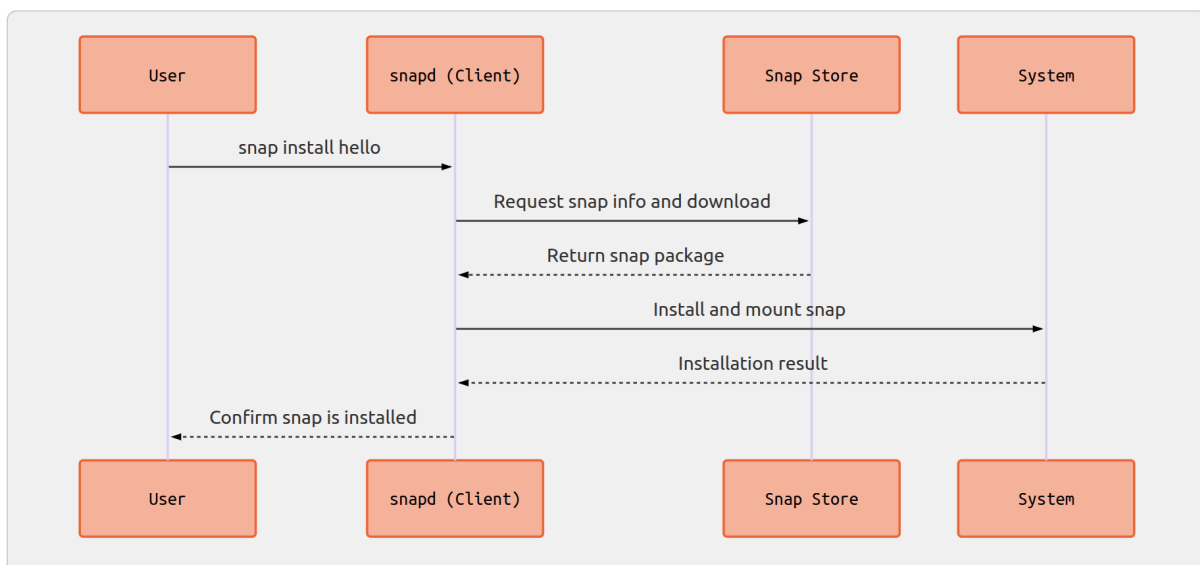 User
snapd (Client)
Snap Store
System
snap install hello
Request snap info and download
Return snap package
Install and mount snap
Installation result
Confirm snap is installed
User
snapd (Client)
Snap Store
System